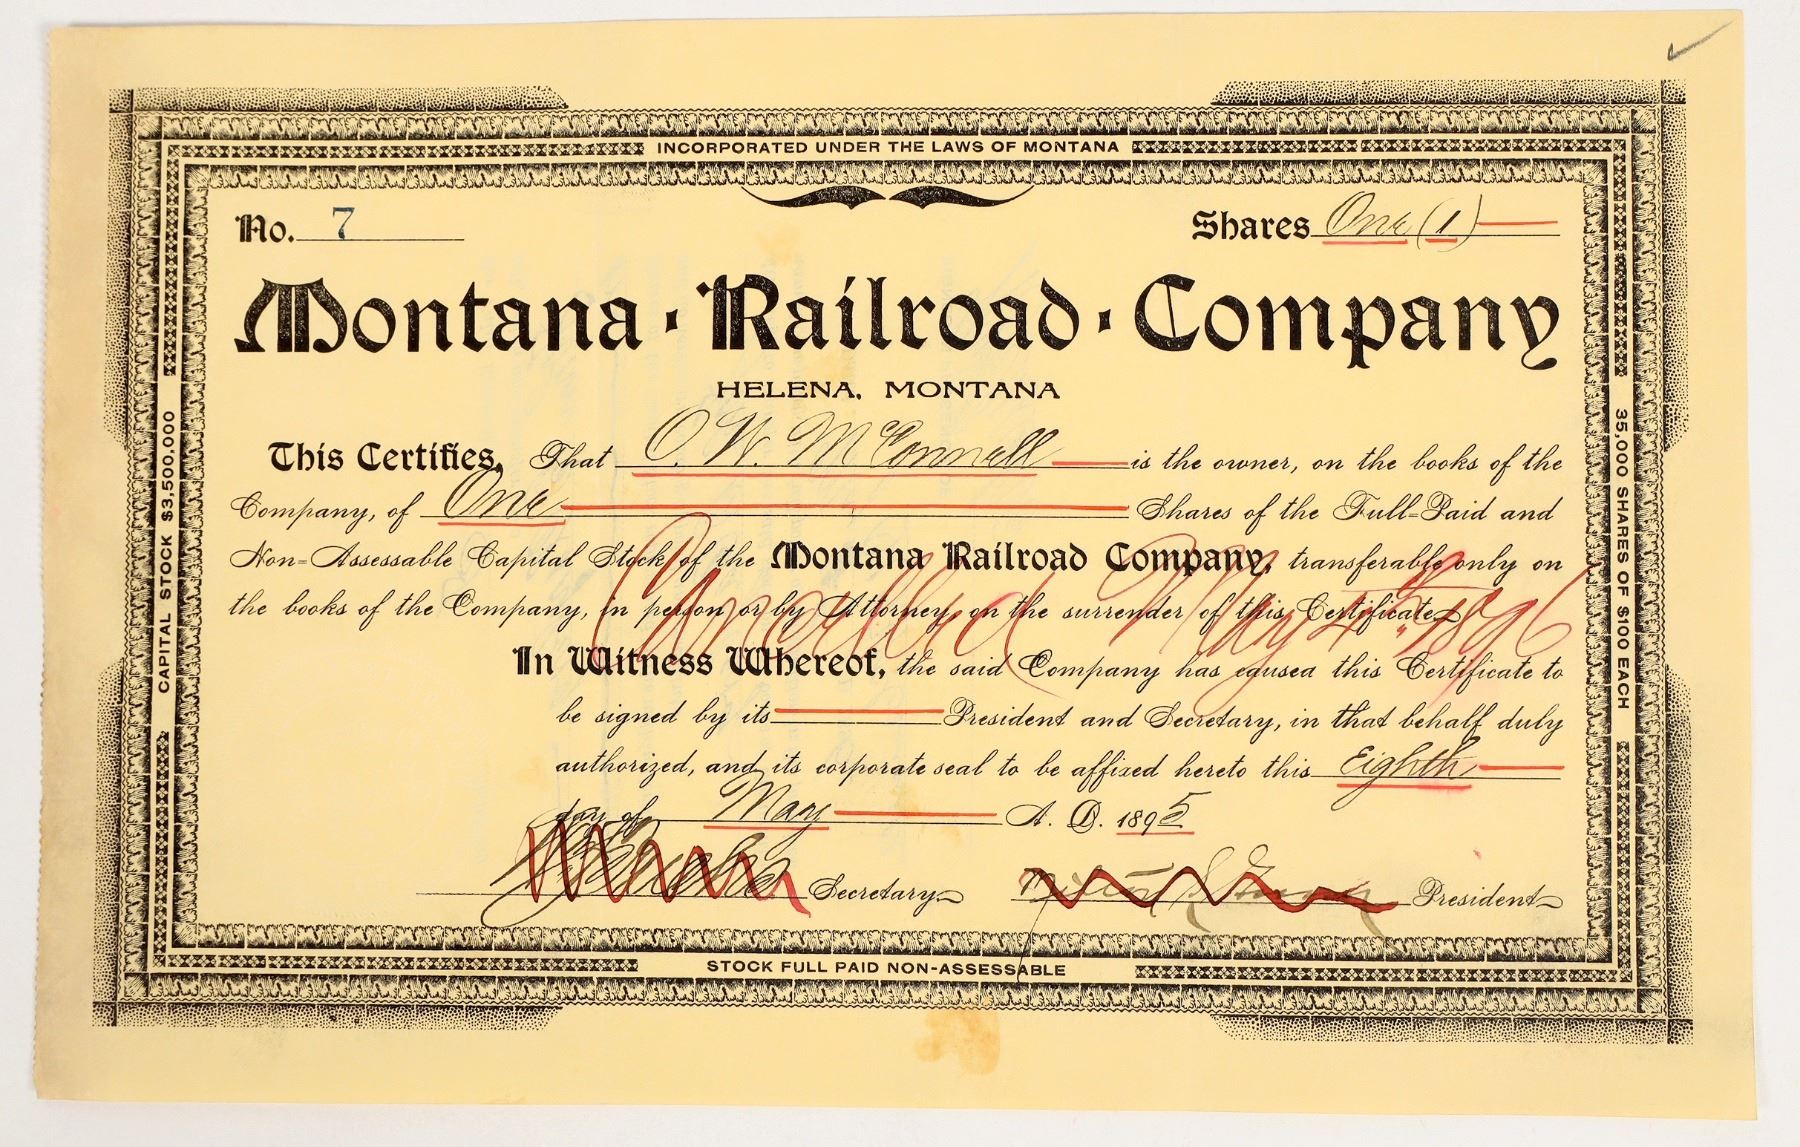 INCORPORATED UNDER THE LAWS OF MONTANA
No. 7 Shares One (1)
Montana · Railroad · Company
HELENA, MONTANA
This Certifies, That O. W. McConnell is the owner, on the books of the
Company, of One Shares of the Full-Paid and
Non-Assessable Capital Stock of the Montana Railroad Company, transferable only on
the books of the Company, in person or by Attorney, on the surrender of this Certificate
Cancelled May 4th 1896
In Witness Whereof, the said Company has caused this Certificate to
be signed by its President and Secretary, in that behalf duly
authorized, and its corporate seal to be affixed hereto this Eighth
day of May A. D. 1895
Secretary President
STOCK FULL PAID NON-ASSESSABLE
CAPITAL STOCK $3,500,000
35,000 SHARES OF $100 EACH